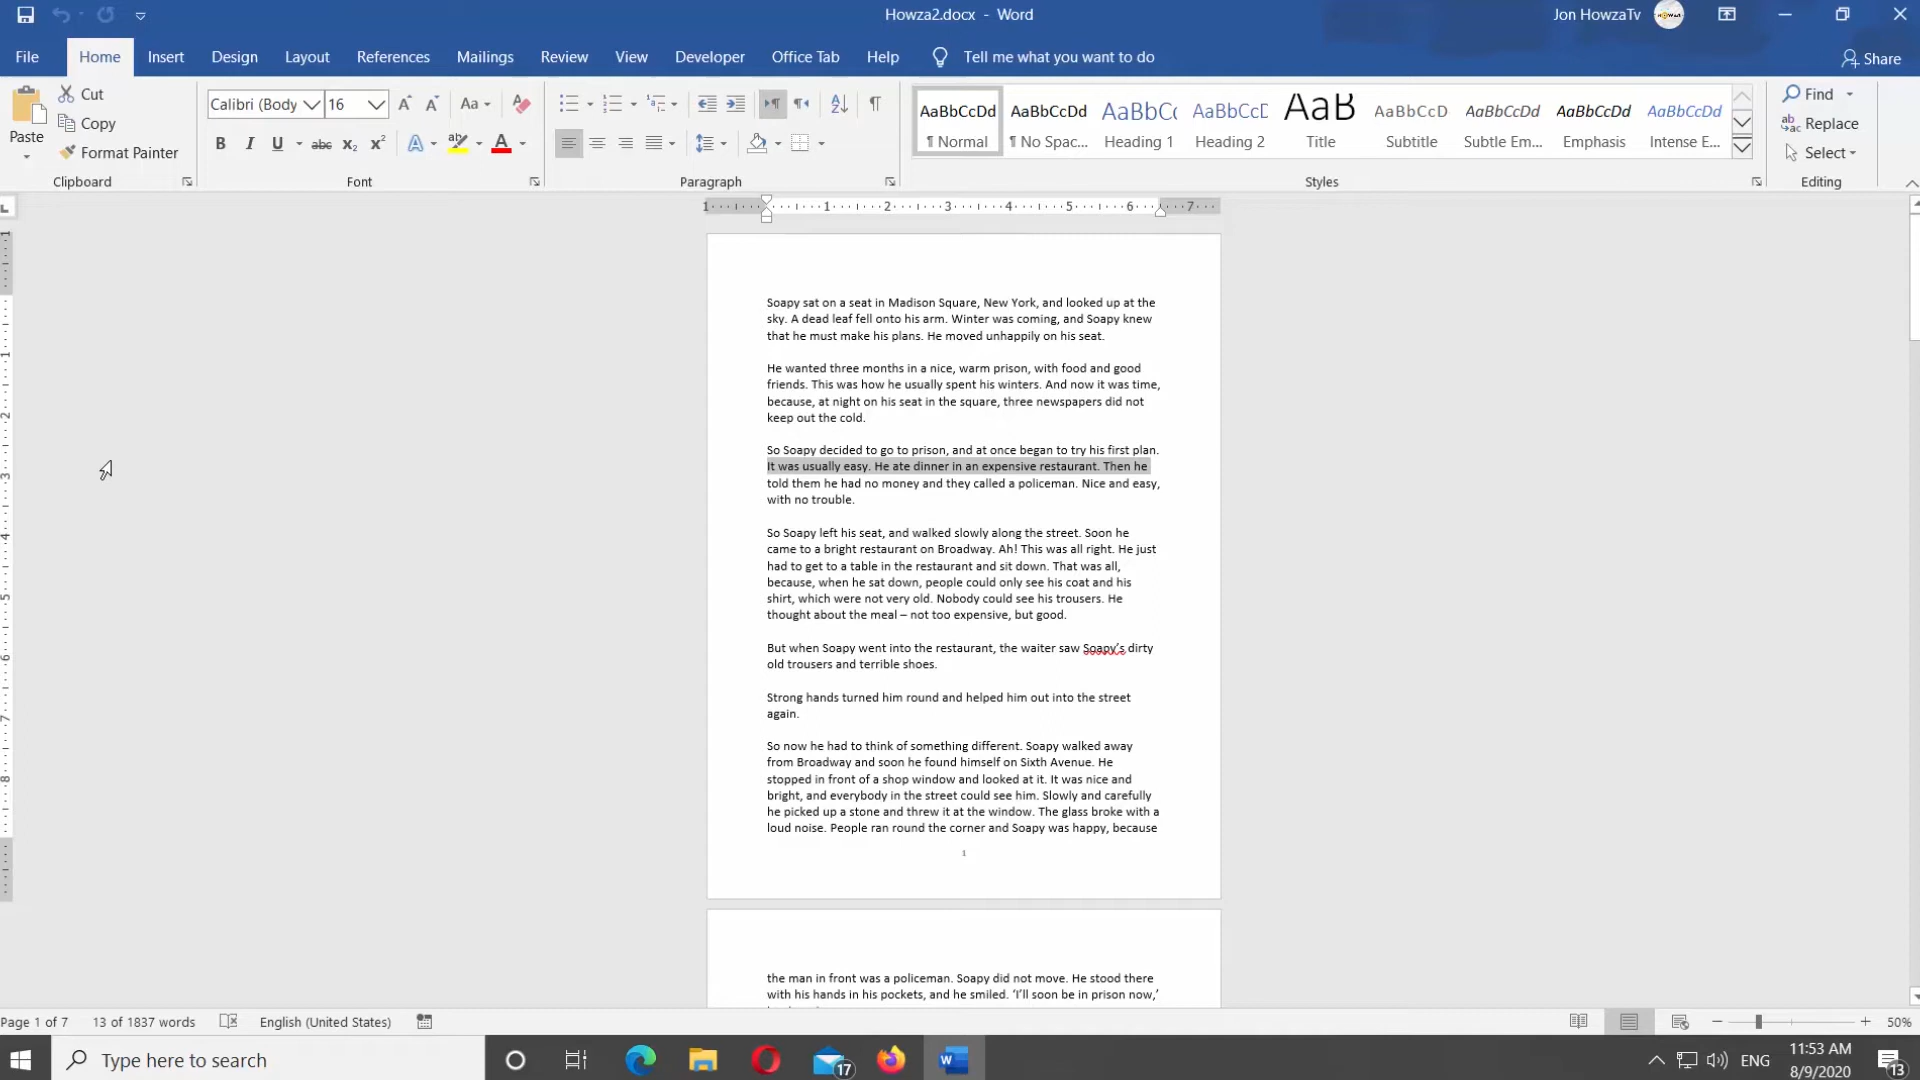 Howza2.docx - Word
Jon HowzaTv
File Home Insert Design Layout References Mailings Review View Developer Office Tab Help Tell me what you want to do
Share
Paste
Cut
Copy
Format Painter
Clipboard
Calibri (Body 16
Aa
B I U abc x₂ x²
Font
Paragraph
AaBbCcDd
¶ Normal
AaBbCcDd
¶ No Spac...
AaBbC
Heading 1
AaBbCcC
Heading 2
AaB
Title
AaBbCcD
Subtitle
AaBbCcDd
Subtle Em...
AaBbCcDd
Emphasis
AaBbCcDd
Intense E...
Styles
Find
Replace
Select
Editing
1 1 2 3 4 5 6 7
Soapy sat on a seat in Madison Square, New York, and looked up at the
sky. A dead leaf fell onto his arm. Winter was coming, and Soapy knew
that he must make his plans. He moved unhappily on his seat.
He wanted three months in a nice, warm prison, with food and good
friends. This was how he usually spent his winters. And now it was time,
because, at night on his seat in the square, three newspapers did not
keep out the cold.
So Soapy decided to go to prison, and at once began to try his first plan.
It was usually easy. He ate dinner in an expensive restaurant. Then he
told them he had no money and they called a policeman. Nice and easy,
with no trouble.
So Soapy left his seat, and walked slowly along the street. Soon he
came to a bright restaurant on Broadway. Ah! This was all right. He just
had to get to a table in the restaurant and sit down. That was all,
because, when he sat down, people could only see his coat and his
shirt, which were not very old. Nobody could see his trousers. He
thought about the meal – not too expensive, but good.
But when Soapy went into the restaurant, the waiter saw Soapy’s dirty
old trousers and terrible shoes.
Strong hands turned him round and helped him out into the street
again.
So now he had to think of something different. Soapy walked away
from Broadway and soon he found himself on Sixth Avenue. He
stopped in front of a shop window and looked at it. It was nice and
bright, and everybody in the street could see him. Slowly and carefully
he picked up a stone and threw it at the window. The glass broke with a
loud noise. People ran round the corner and Soapy was happy, because
1
the man in front was a policeman. Soapy did not move. He stood there
with his hands in his pockets, and he smiled. ‘I’ll soon be in prison now,’
Page 1 of 7 13 of 1837 words English (United States) 50%
Type here to search
17
ENG
11:53 AM
8/9/2020
13